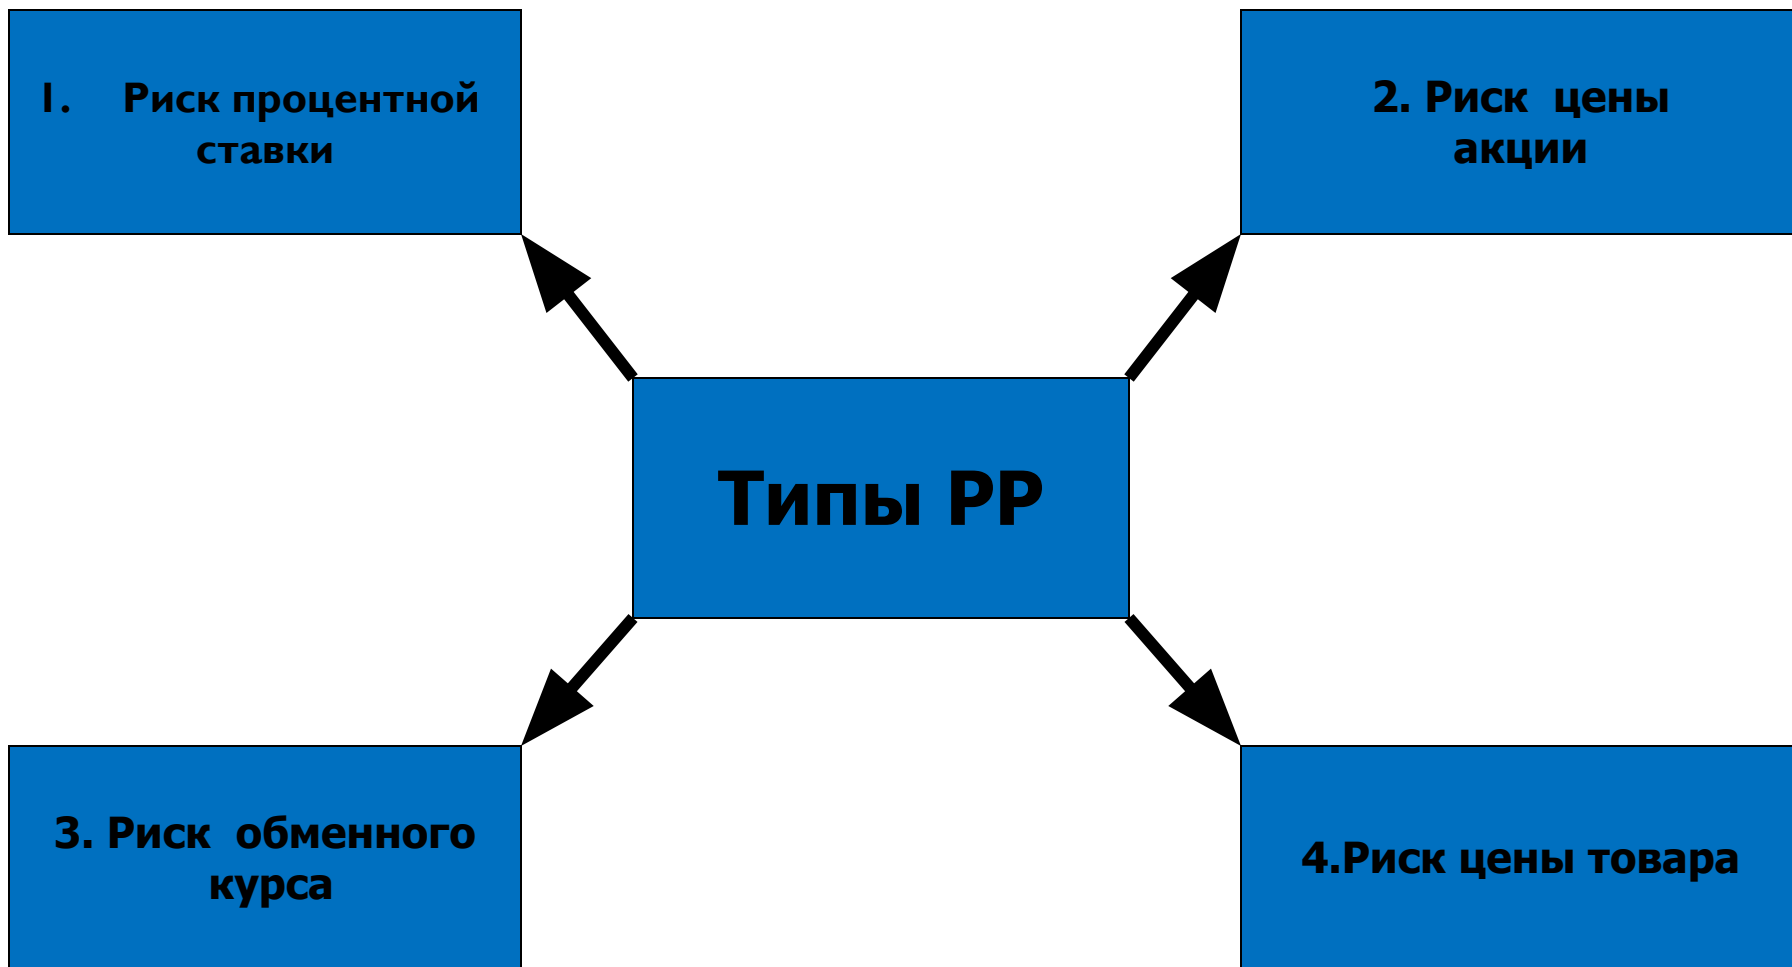 1. Риск процентной
ставки
2. Риск цены
акции
Типы РР
3. Риск обменного
курса
4.Риск цены товара